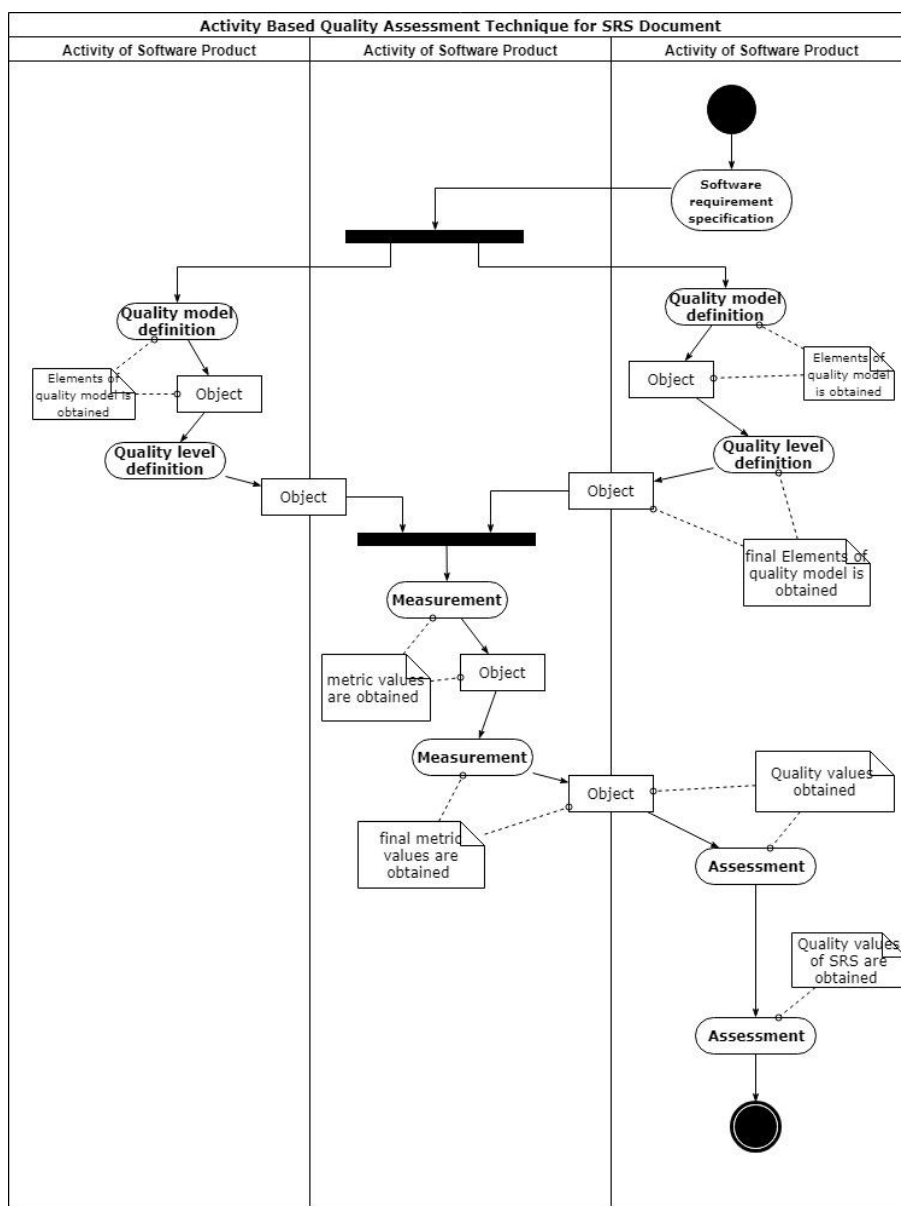 Activity Based Quality Assessment Technique for SRS Document
Activity of Software Product
Activity of Software Product
Activity of Software Product
Software
requirement
specification
Quality model
definition
Quality model
definition
Elements of
quality model is
obtained
Object
Object
Elements of
quality model
is obtained
Quality level
definition
Quality level
definition
Object
Object
final Elements of
quality model is
obtained
Measurement
metric values
are obtained
Object
Measurement
Object
Quality values
obtained
final metric
values are
obtained
Assessment
Quality values
of SRS are
obtained
Assessment